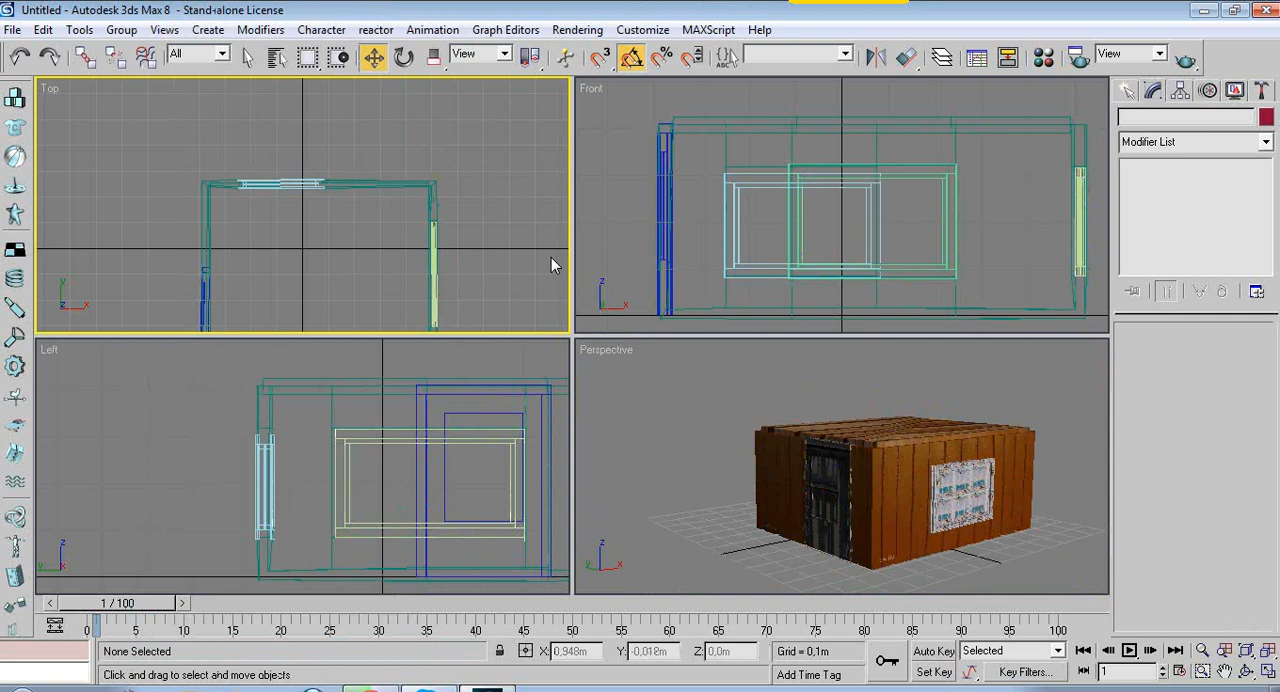 Untitled - Autodesk 3ds Max 8 - Stand-alone License
File Edit Tools Group Views Create Modifiers Character reactor Animation Graph Editors Rendering Customize MAXScript Help
All View 3 % ABC View
Top Front
Modifier List
z x y
z x y
Left Perspective
z x y
z x y
1 / 100
0 5 10 15 20 25 30 35 40 45 50 55 60 65 70 75 80 85 90 95 100
None Selected X: 0,948m Y: -0,018m Z: 0,0m Grid = 0,1m Auto Key Selected
Click and drag to select and move objects Add Time Tag Set Key Key Filters... 1